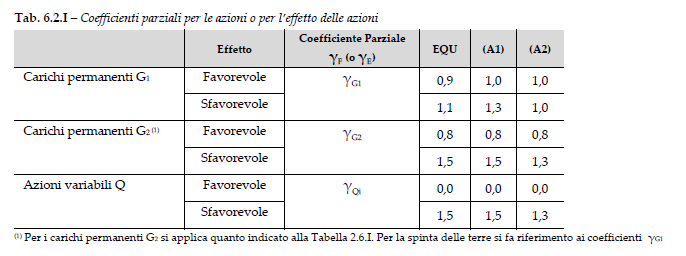 Tab. 6.2.I – Coefficienti parziali per le azioni o per l'effetto delle azioni
Effetto Coefficiente Parziale γF (o γE) EQU (A1) (A2)
Carichi permanenti G1 Favorevole γG1 0,9 1,0 1,0
Sfavorevole 1,1 1,3 1,0
Carichi permanenti G2 (1) Favorevole γG2 0,8 0,8 0,8
Sfavorevole 1,5 1,5 1,3
Azioni variabili Q Favorevole γQi 0,0 0,0 0,0
Sfavorevole 1,5 1,5 1,3
(1) Per i carichi permanenti G2 si applica quanto indicato alla Tabella 2.6.I. Per la spinta delle terre si fa riferimento ai coefficienti γG1